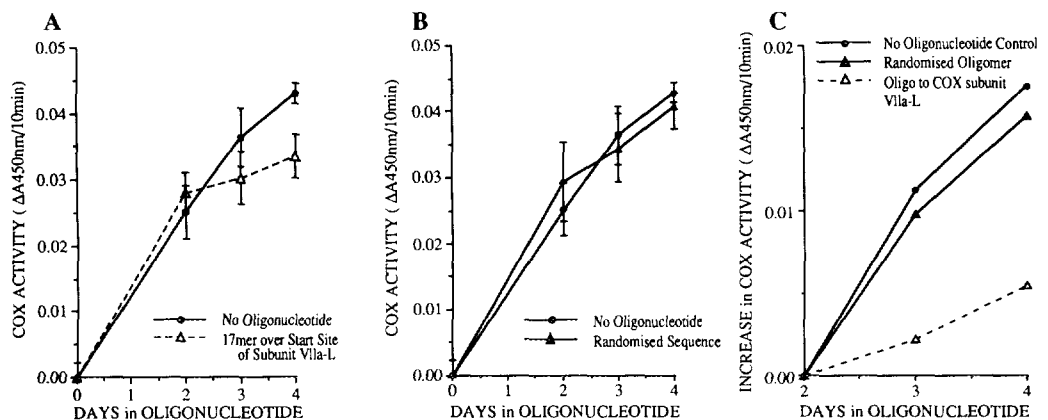 A
COX ACTIVITY ( ΔA450nm/10min)
0.05
0.04
0.03
0.02
0.01
0.00
0
1
2
3
4
DAYS in OLIGONUCLEOTIDE
No Oligonucleotide
17mer over Start Site
of Subunit VIIa-L
B
COX ACTIVITY ( ΔA450nm/10min)
0.05
0.04
0.03
0.02
0.01
0.00
0
1
2
3
4
DAYS in OLIGONUCLEOTIDE
No Oligonucleotide
Randomised Sequence
C
INCREASE in COX ACTIVITY ( ΔA450nm/10min)
0.02
0.01
0.000
2
3
4
DAYS in OLIGONUCLEOTIDE
No Oligonucleotide Control
Randomised Oligomer
Oligo to COX subunit
VIIa-L